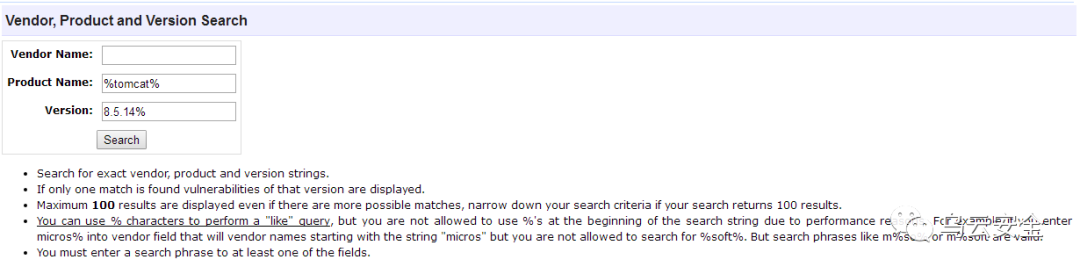 Vendor, Product and Version Search
Vendor Name:
Product Name: %tomcat%
Version: 8.5.14%
Search
• Search for exact vendor, product and version strings.
• If only one match is found vulnerabilities of that version are displayed.
• Maximum 100 results are displayed even if there are more possible matches, narrow down your search criteria if your search returns 100 results.
• You can use % characters to perform a "like" query, but you are not allowed to use %'s at the beginning of the search string due to performance For enter
micros% into vendor field that will vendor names starting with the string "micros" but you are not allowed to search for %soft%. But search phrases like or m%soft are valid.
• You must enter a search phrase to at least one of the fields.
乌云安全